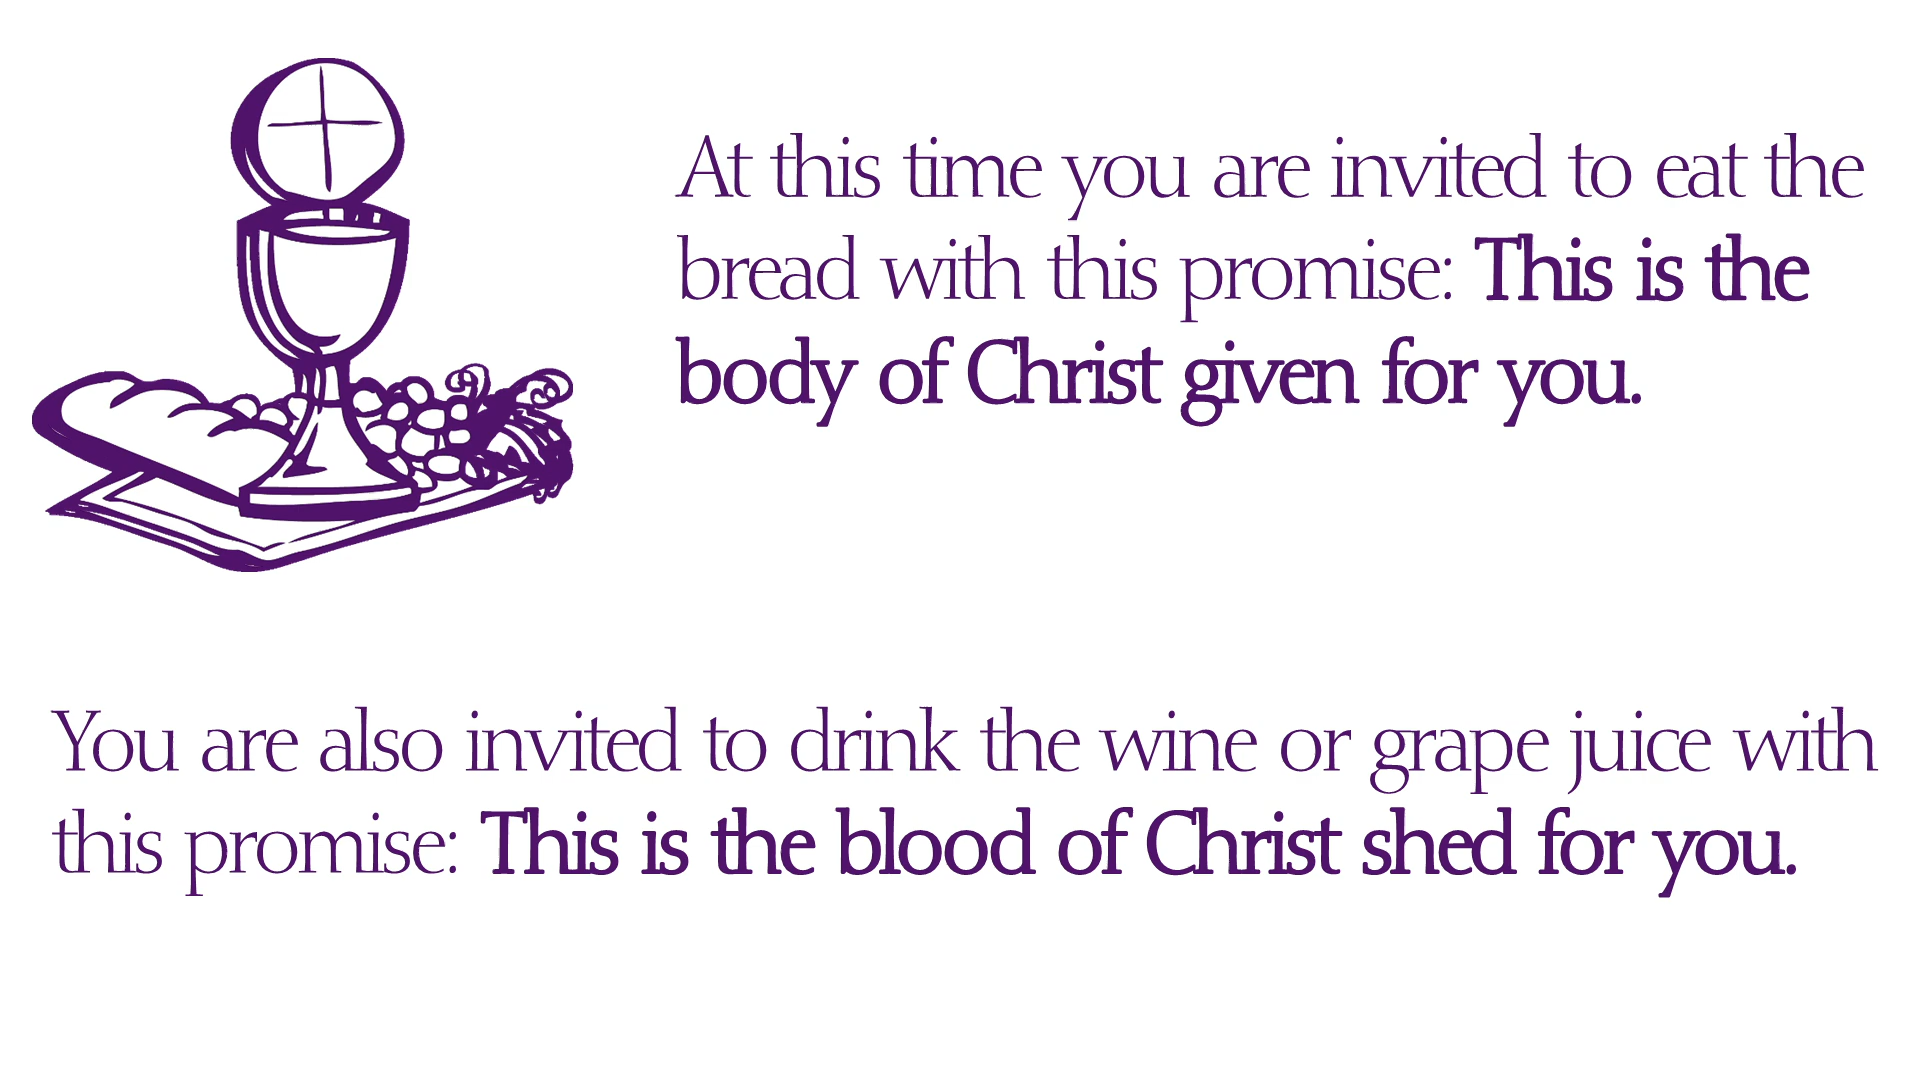 At this time you are invited to eat the
bread with this promise: This is the
body of Christ given for you.
You are also invited to drink the wine or grape juice with
this promise: This is the blood of Christ shed for you.